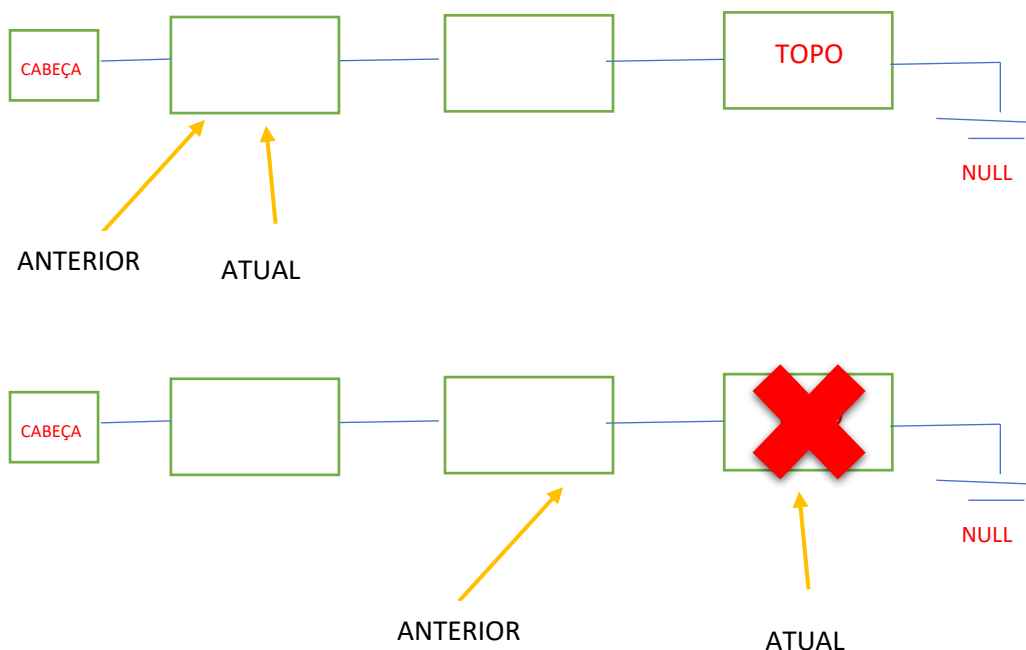 CABEÇA
TOPO
NULL
ANTERIOR
ATUAL
CABEÇA
NULL
ANTERIOR
ATUAL